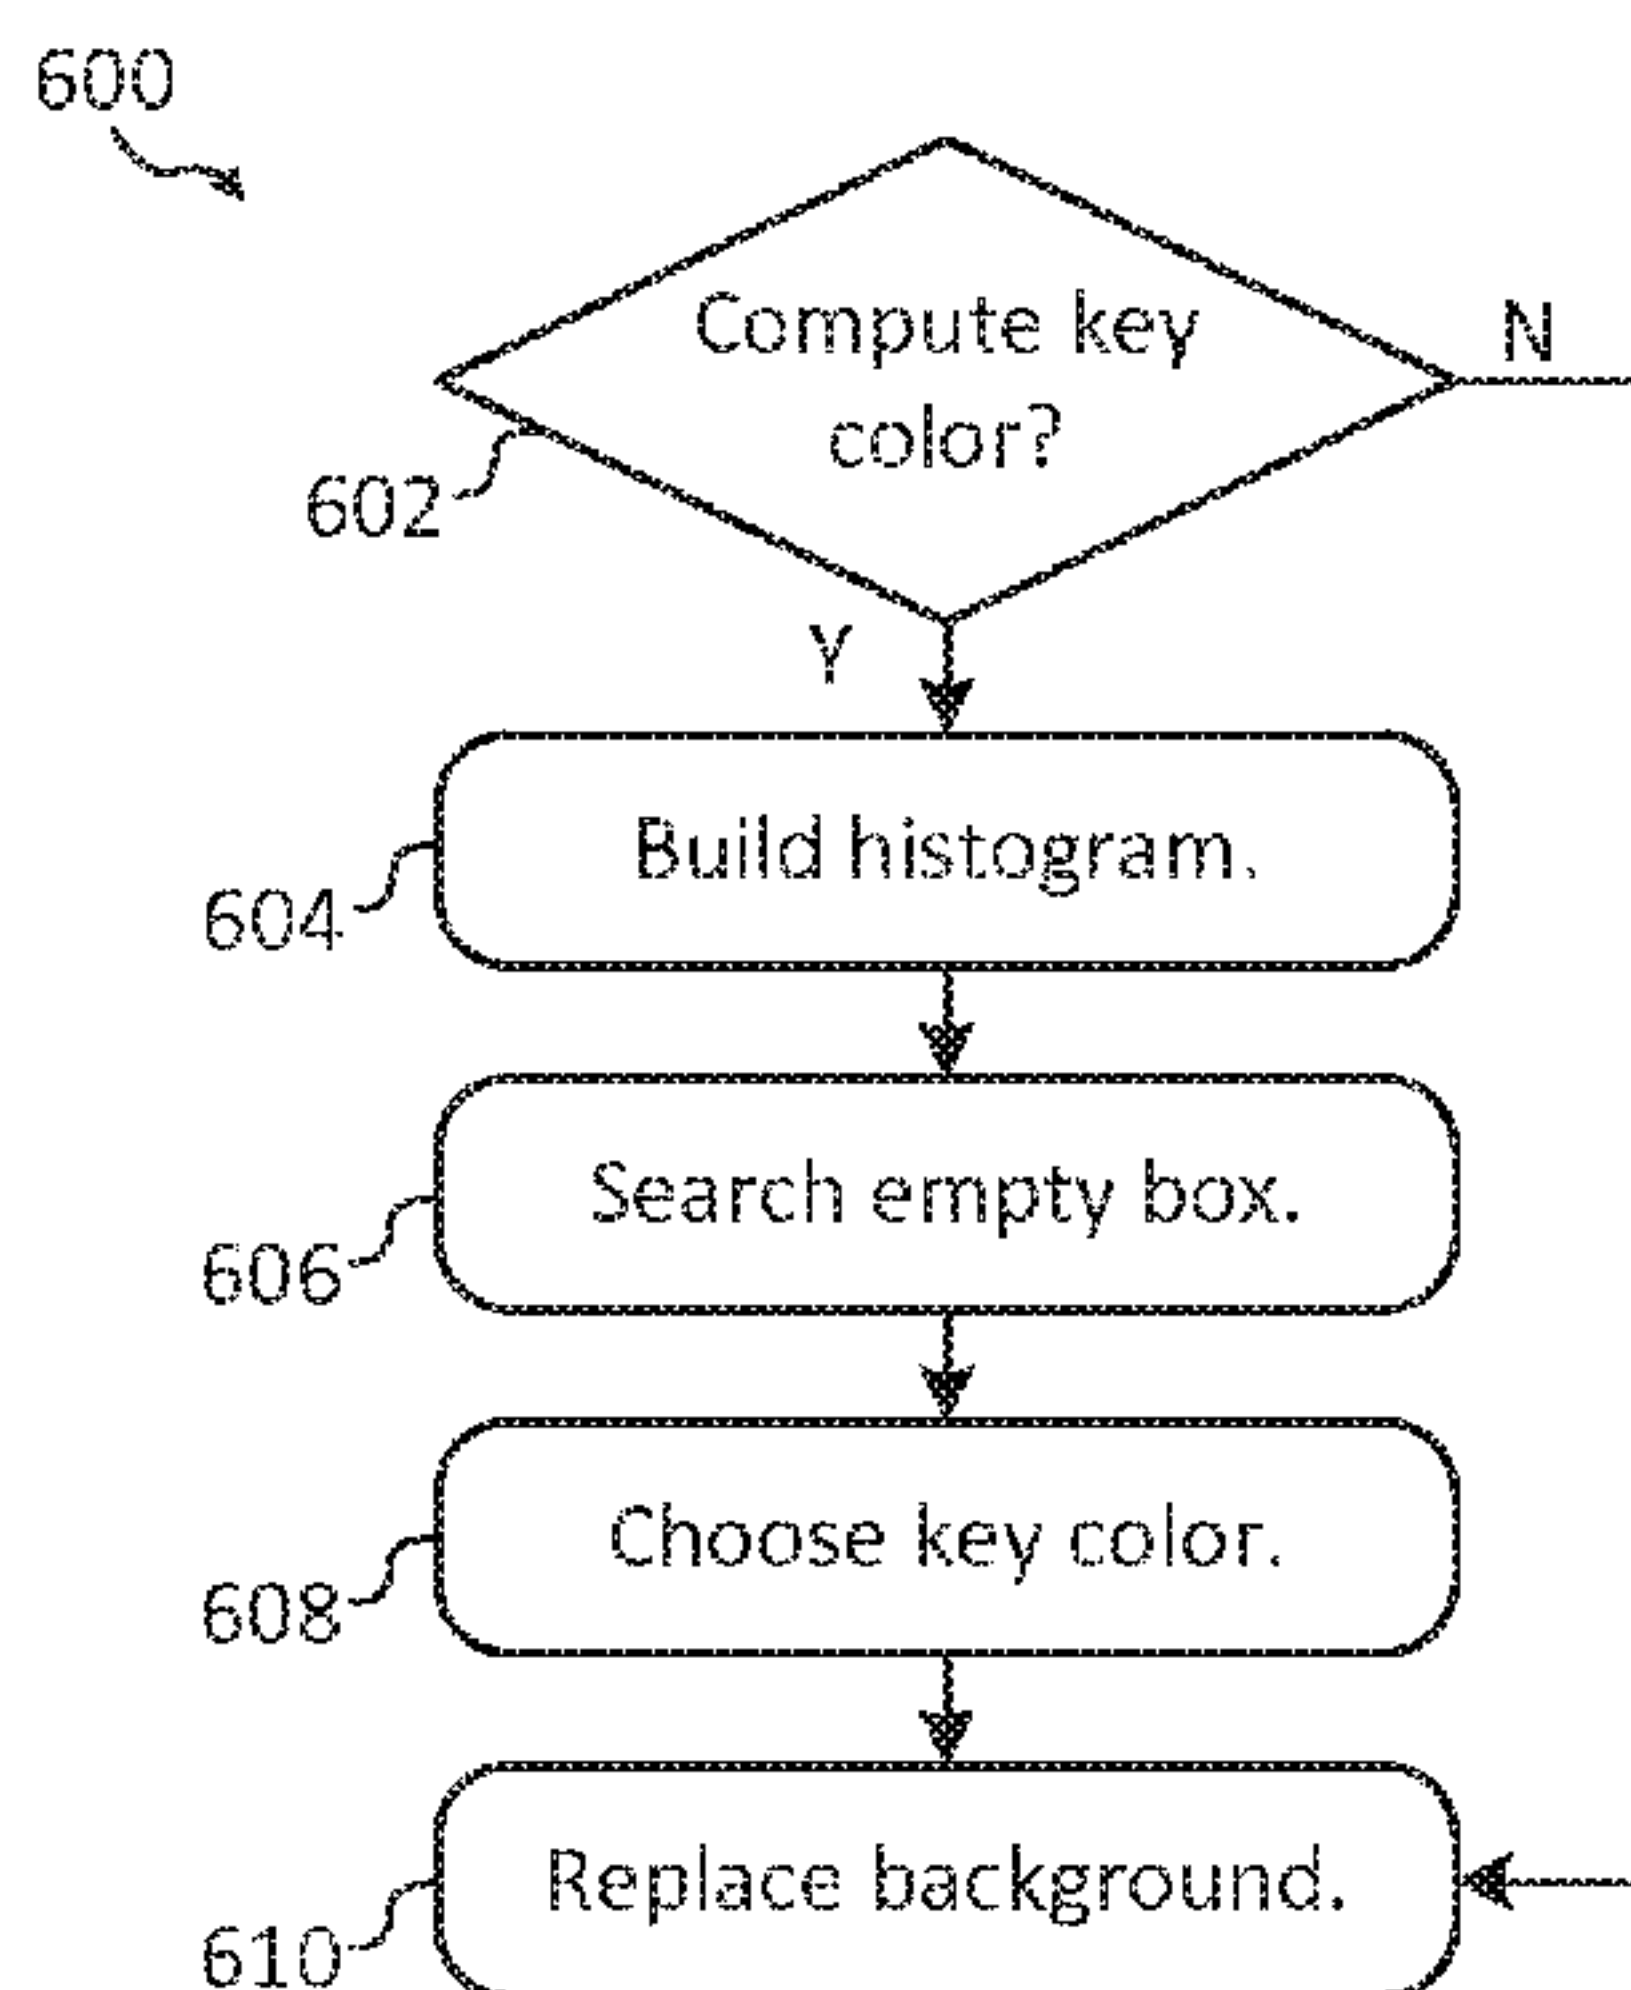 600
Compute key
color?
N
602
Y
Build histogram.
604
Search empty box.
606
Choose key color.
608
Replace background.
610